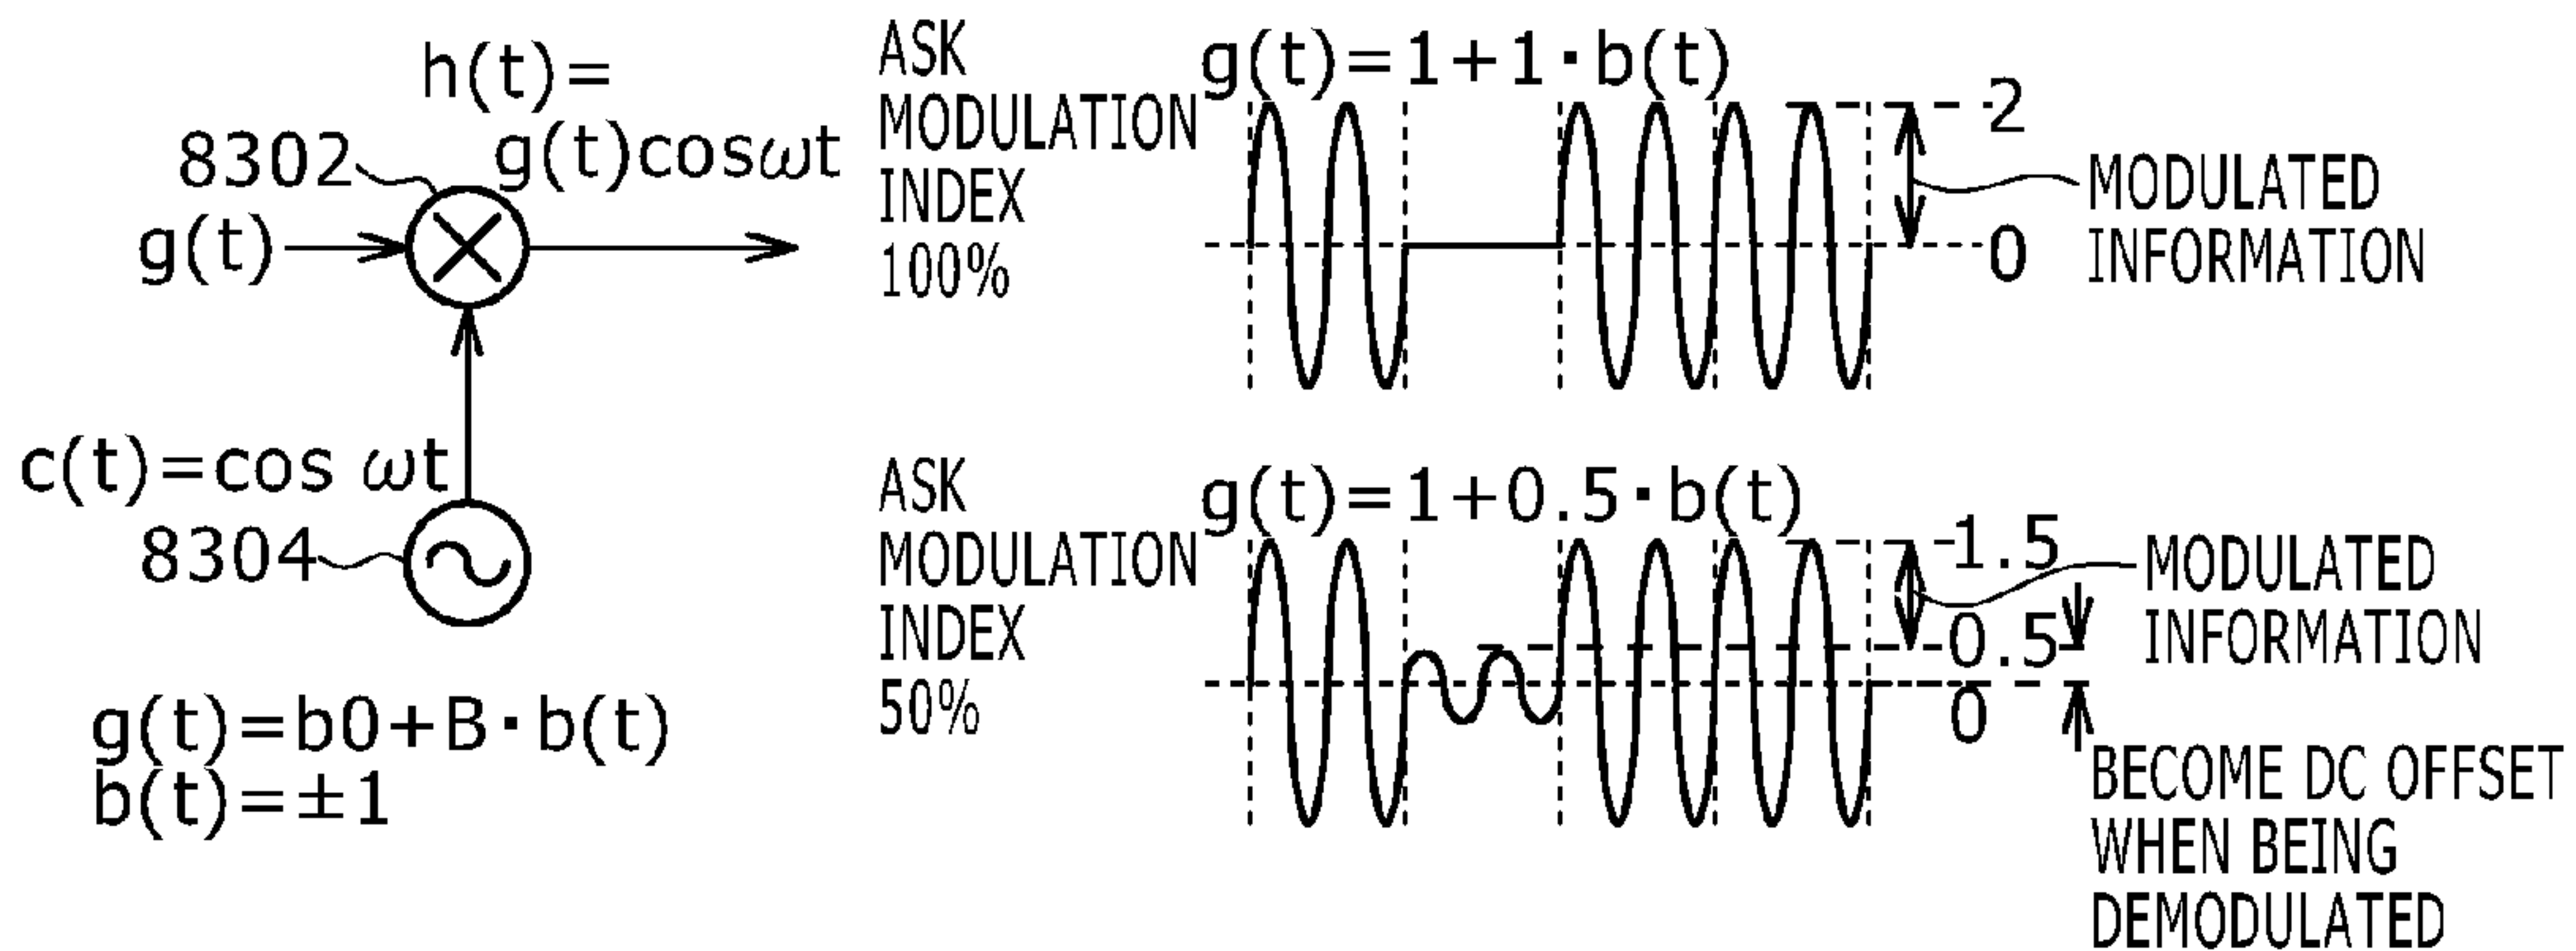 h(t)=
g(t)cosωt
8302
g(t)
c(t)=cos ωt
8304
g(t)=b0+B·b(t)
b(t)=±1
ASK
MODULATION
INDEX
100%
g(t)=1+1·b(t)
2
0
MODULATED
INFORMATION
ASK
MODULATION
INDEX
50%
g(t)=1+0.5·b(t)
1.5
0.5
0
MODULATED
INFORMATION
BECOME DC OFFSET
WHEN BEING
DEMODULATED